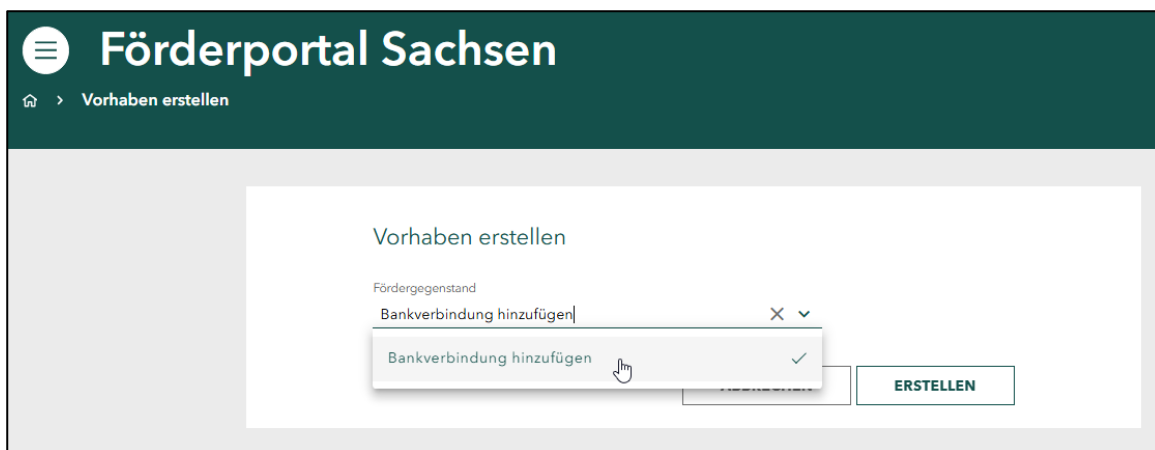 Förderportal Sachsen
Vorhaben erstellen
Vorhaben erstellen
Fördergegenstand
Bankverbindung hinzufügen
Bankverbindung hinzufügen
ERSTELLEN